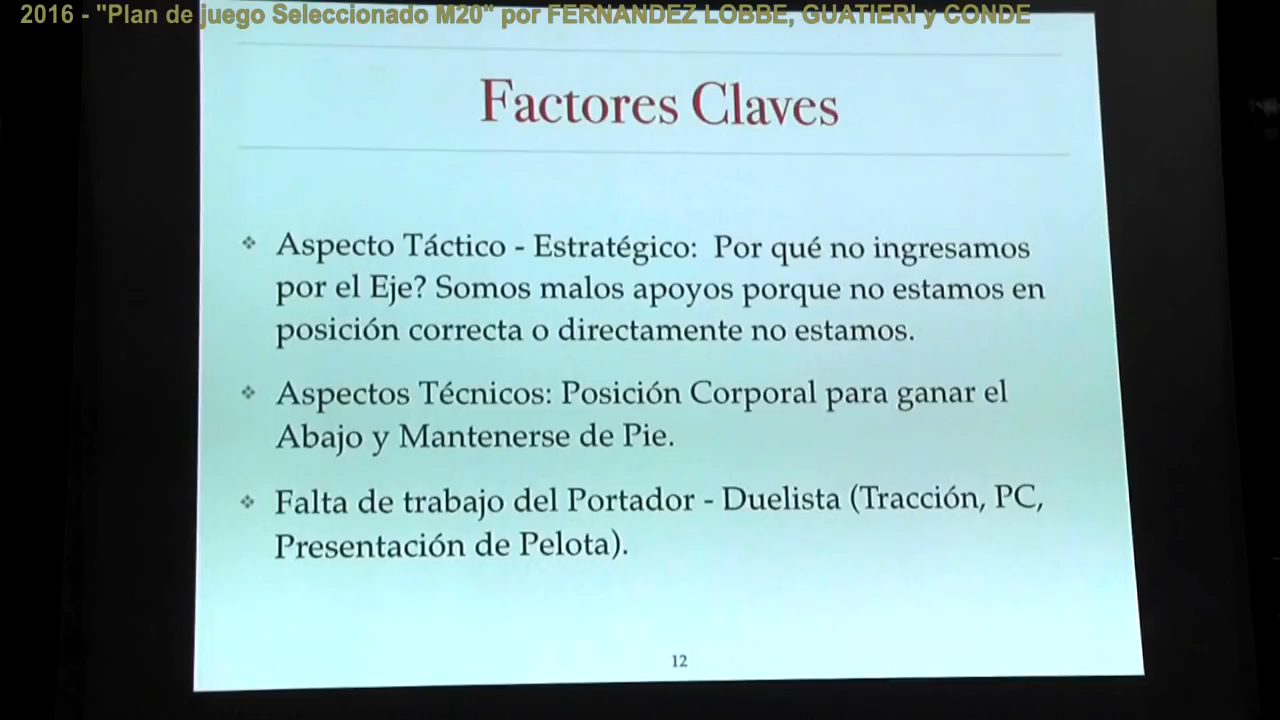 2016 - "Plan de juego Seleccionado M20" por FERNANDEZ LOBBE, GUATIERI y CONDE
Factores Claves
Aspecto Táctico - Estratégico: Por qué no ingresamos
por el Eje? Somos malos apoyos porque no estamos en
posición correcta o directamente no estamos.
Aspectos Técnicos: Posición Corporal para ganar el
Abajo y Mantenerse de Pie.
Falta de trabajo del Portador - Duelista (Tracción, PC,
Presentación de Pelota).
12